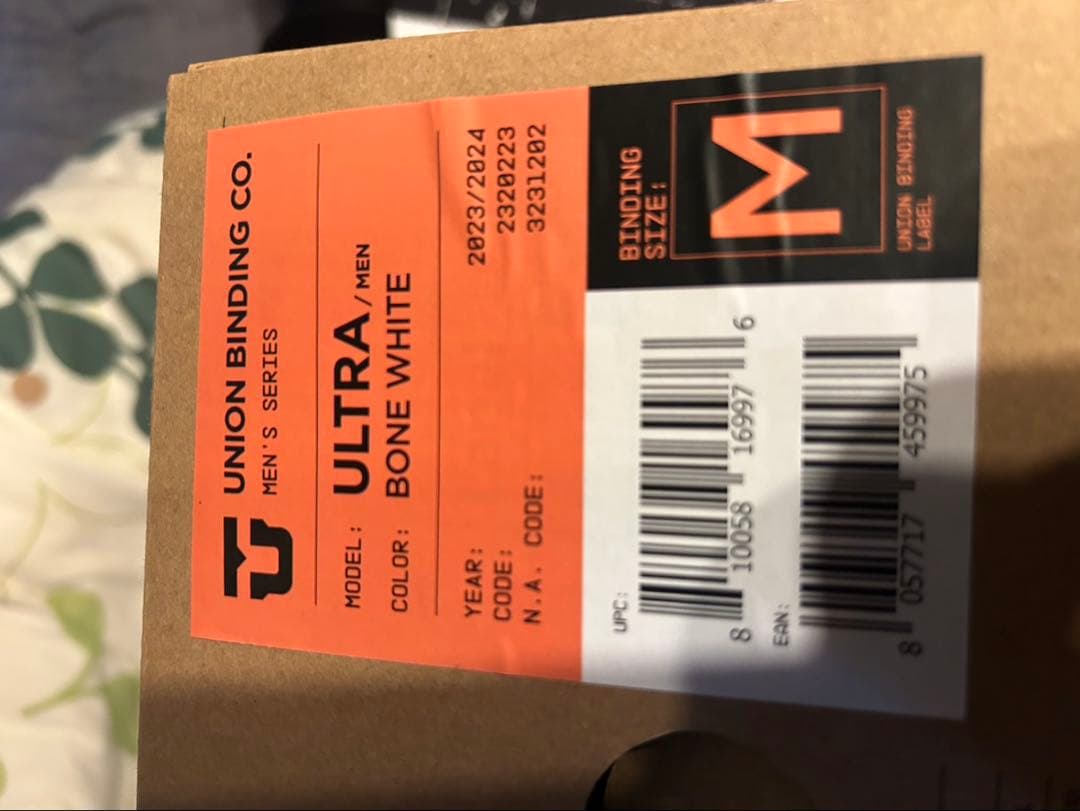 UNION BINDING CO.
MEN'S SERIES
MODEL: ULTRA/MEN
COLOR: BONE WHITE
YEAR: 2023/2024
CODE: 2320223
N.A. CODE: 3231202
UPC:
8 10058 16997 6
EAN:
8 057717 459975
BINDING
SIZE:
M
UNION BINDING
LABEL